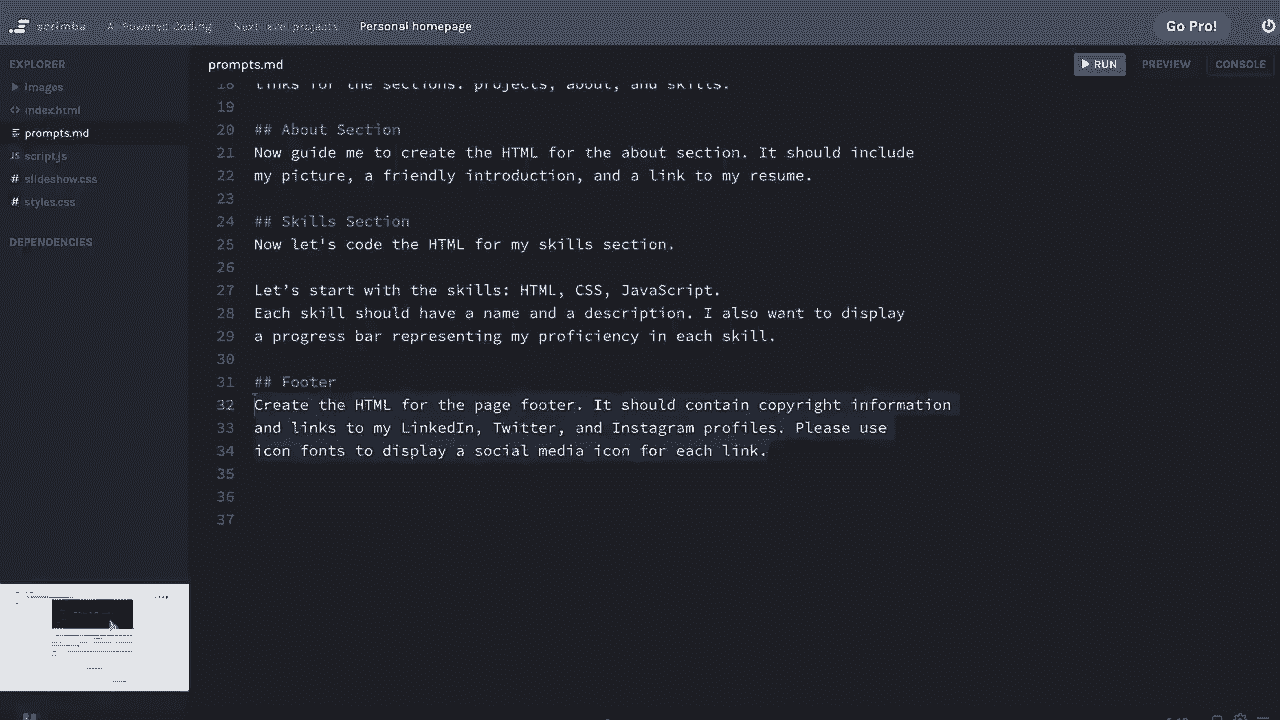 scrimba AI-Powered Coding Next-level projects Personal homepage Go Pro!
EXPLORER
images
index.html
prompts.md
script.js
slideshow.css
styles.css
DEPENDENCIES
prompts.md RUN PREVIEW CONSOLE
18 links for the sections: projects, about, and skills.
19
20 ## About Section
21 Now guide me to create the HTML for the about section. It should include
22 my picture, a friendly introduction, and a link to my resume.
23
24 ## Skills Section
25 Now let's code the HTML for my skills section.
26
27 Let’s start with the skills: HTML, CSS, JavaScript.
28 Each skill should have a name and a description. I also want to display
29 a progress bar representing my proficiency in each skill.
30
31 ## Footer
32 Create the HTML for the page footer. It should contain copyright information
33 and links to my LinkedIn, Twitter, and Instagram profiles. Please use
34 icon fonts to display a social media icon for each link.
35
36
37